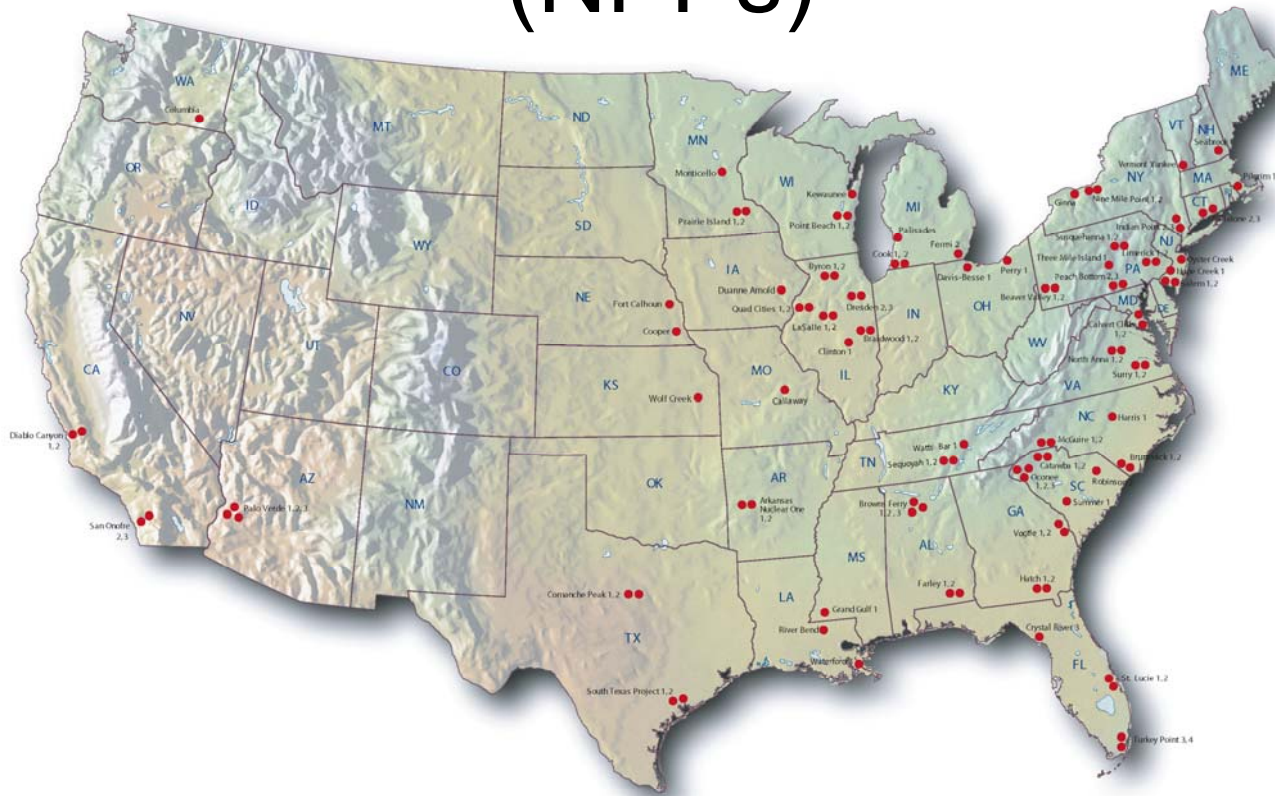 (NPPs)
WA
Columbia
OR
ID
MT
ND
MN
Monticello
WI
Kewaunee
Point Beach 1, 2
Prairie Island 1, 2
SD
WY
MI
Palisades
Fermi 2
Cook 1, 2
Davis-Besse 1
Perry 1
ME
VT
NH
Seabrook
Vermont Yankee
NY
MA
Pilgrim 1
Ginna
Nine Mile Point 1, 2
CT
Indian Point 2, 3
Susquehanna 1, 2
NJ
Three Mile Island 1
Limerick 1, 2
Oyster Creek
Peach Bottom 2, 3
PA
Hope Creek 1
Salem 1, 2
Beaver Valley 1, 2
MD
DE
Calvert Cliffs
1, 2
IA
Duane Arnold
Byron 1, 2
Quad Cities 1, 2
Dresden 2, 3
LaSalle 1, 2
Braidwood 1, 2
Clinton 1
IL
IN
OH
WV
NE
Fort Calhoun
Cooper
NV
UT
CO
CA
KS
Wolf Creek
MO
Callaway
KY
VA
North Anna 1, 2
Surry 1, 2
NC
Harris 1
Diablo Canyon
1, 2
San Onofre
2, 3
AZ
Palo Verde 1, 2, 3
NM
OK
AR
Arkansas
Nuclear One
1, 2
TN
Watts Bar 1
Sequoyah 1, 2
McGuire 1, 2
Catawba 1, 2
Oconee
1, 2, 3
Brunswick 1, 2
Robinson
SC
Summer 1
Browns Ferry
1, 2, 3
GA
Vogtle 1, 2
MS
AL
Farley 1, 2
Hatch 1, 2
TX
Comanche Peak 1, 2
LA
Grand Gulf 1
River Bend
Waterford
South Texas Project 1, 2
Crystal River 3
FL
St. Lucie 1, 2
Turkey Point 3, 4